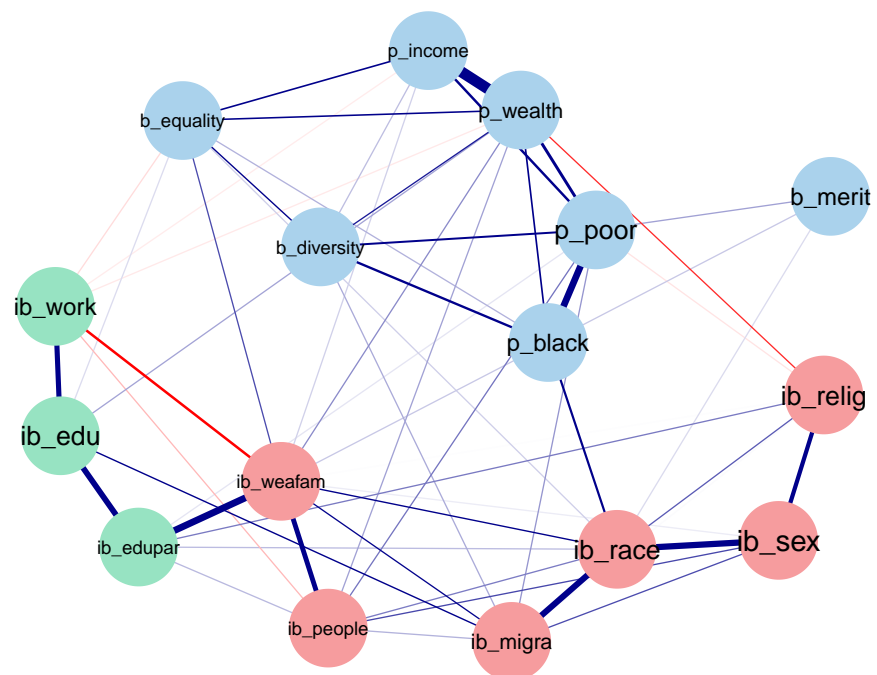 p_income
p_wealth
b_equality
b_merit
p_poor
b_diversity
ib_work
p_black
ib_relig
ib_edu
ib_weafam
ib_edupar
ib_race
ib_sex
ib_people
ib_migra